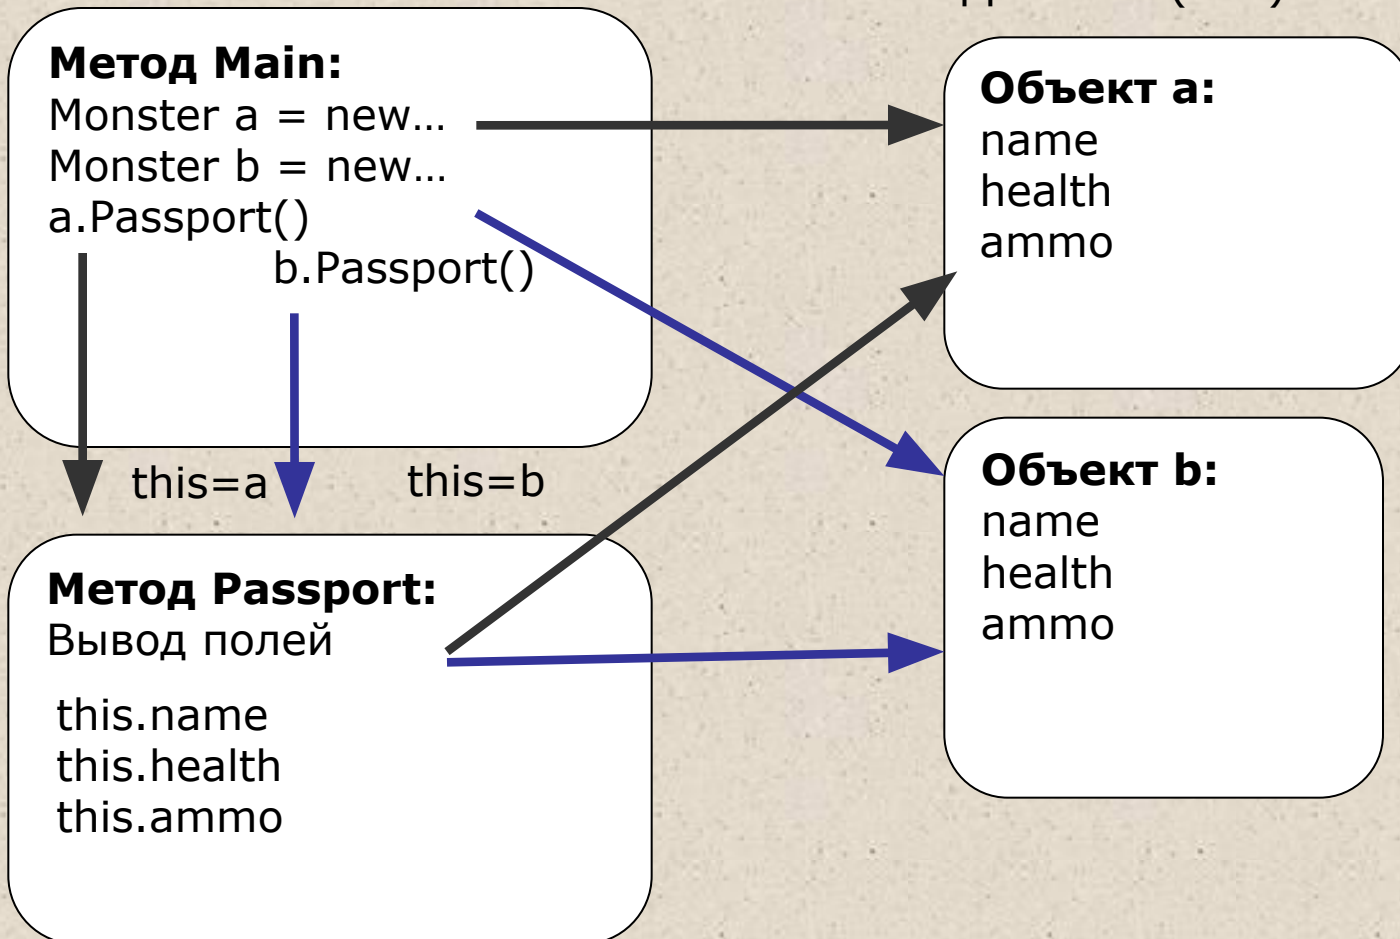 Метод Main:
Monster a = new…
Monster b = new…
a.Passport()
b.Passport()
this=a
this=b
Метод Passport:
Вывод полей
this.name
this.health
this.ammo
Объект a:
name
health
ammo
Объект b:
name
health
ammo